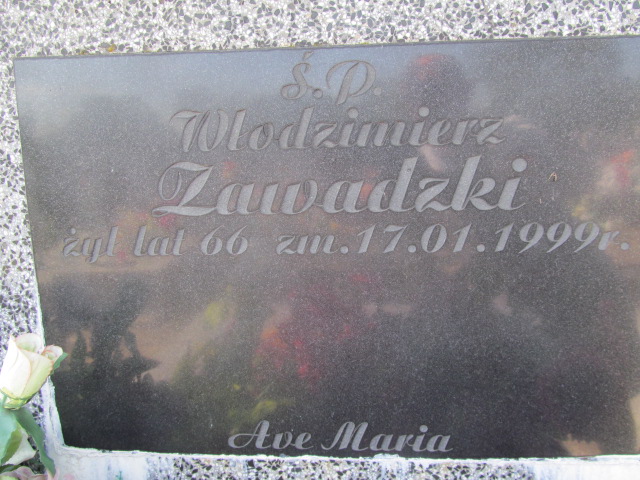 Ś.P.
Włodzimierz
Zawadzki
żył lat 66 zm.17.01.1999r.
Ave Maria